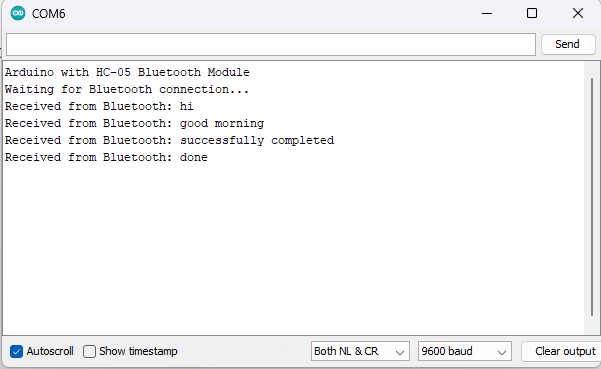 COM6
Send
Arduino with HC-05 Bluetooth Module
Waiting for Bluetooth connection...
Received from Bluetooth: hi
Received from Bluetooth: good morning
Received from Bluetooth: successfully completed
Received from Bluetooth: done
Autoscroll Show timestamp Both NL & CR 9600 baud Clear output